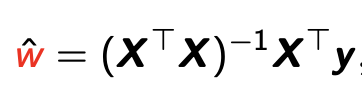 ŵ = (X⊤X)−1X⊤y,